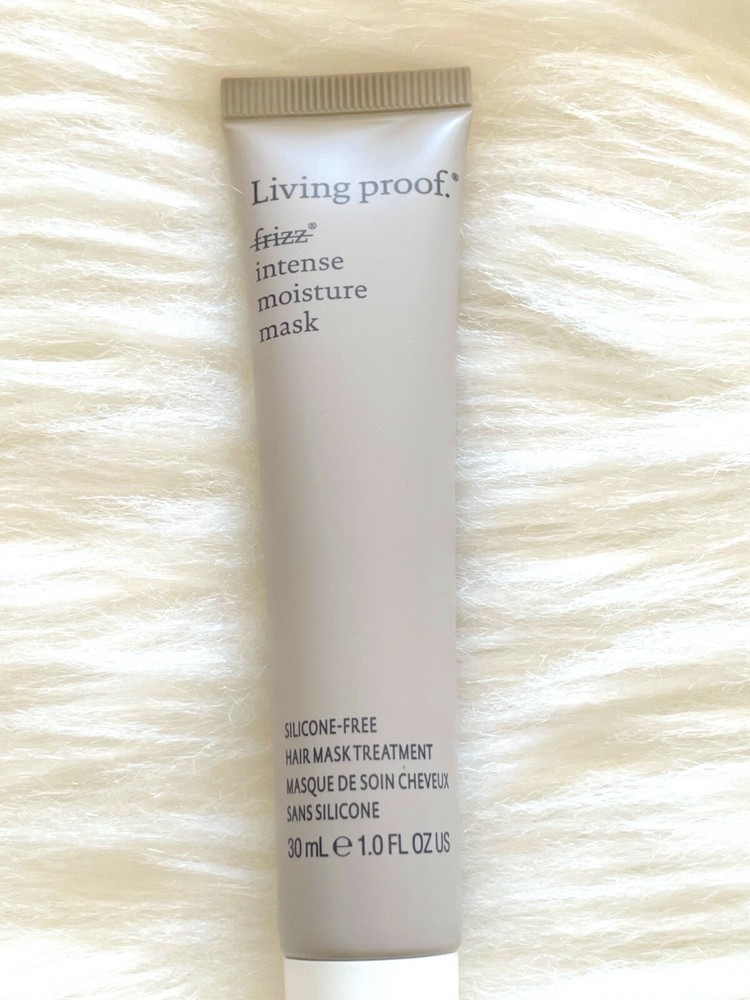 Living proof.®
frizz®
intense
moisture
mask
SILICONE-FREE
HAIR MASK TREATMENT
MASQUE DE SOIN CHEVEUX
SANS SILICONE
30 mL ℮ 1.0 FL OZ US